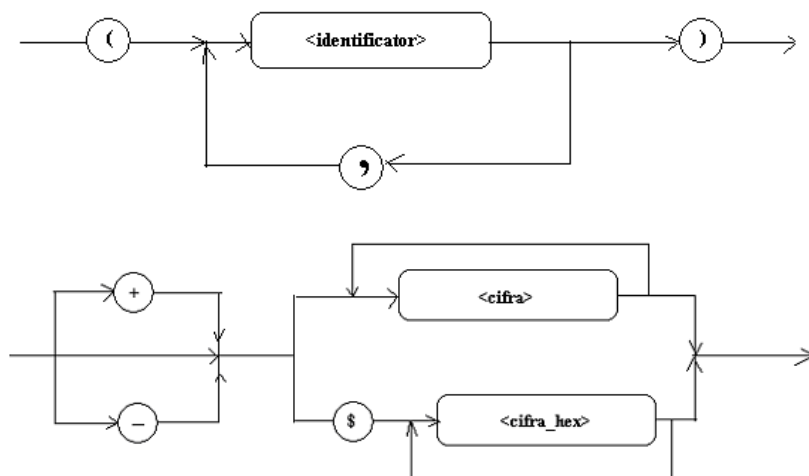 ( <identificator> )
,
+ <cifra>
− $ <cifra_hex>